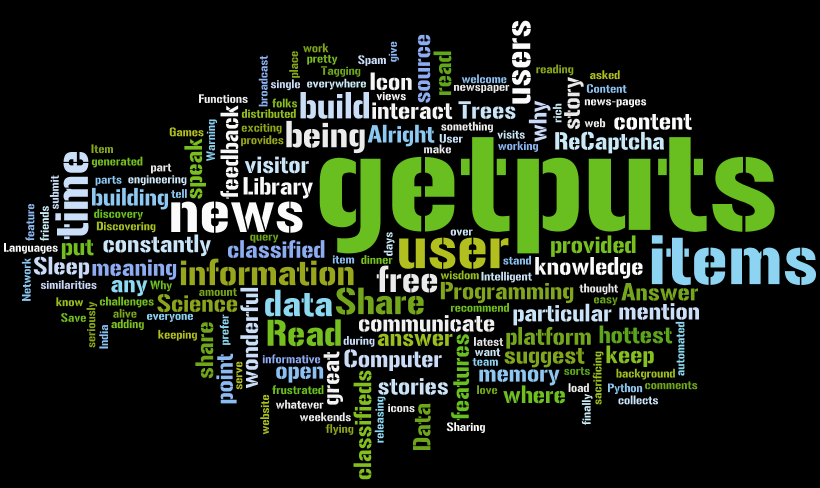 getputs
items
news
user
time
information
data
Share
Read
free
users
being
build
interact
Alright
Trees
ReCaptcha
content
story
why
source
read
Icon
feedback
speak
visitor
Library
building
constantly
classified
put
Sleep
meaning
any
Science
wonderful
share
point
open
great
Computer
communicate
answer
classifieds
stories
Data
features
memory
where
suggest
keep
platform
hottest
particular
mention
Programming
Answer
knowledge
provided
work
pretty
place
Tagging
Spam
give
broadcast
single
everywhere
views
Functions
folks
distributed
exciting
provides
Games
Warning
welcome
newspaper
reading
asked
Content
news-pages
rich
web
something
User
visits
working
make
Item
generated
part
parts
engineering
tell
discovery
Discovering
submit
friends
feature
Languages
Network
similarities
know
Save
challenges
Why
alive
adding
everyone
seriously
India
amount
keeping
prefer
serve
query
item
dinner
days
over
stand
wisdom
Intelligent
thought
easy
recommend
during
latest
want
team
informative
frustrated
whatever
weekends
website
flying
icons
releasing
love
Sharing
sorts
load
finally
sacrificing
Python
collects
background
comments
automated